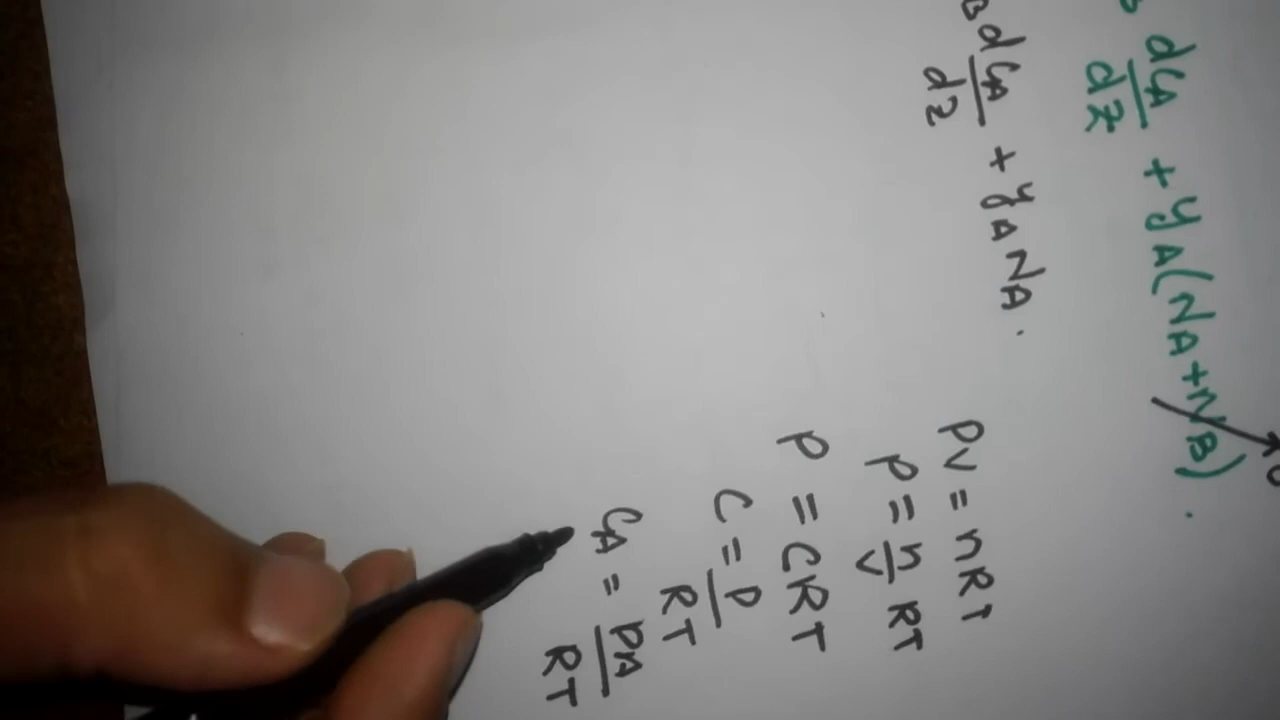 B dCA/dz + yA(NA+NB).
B dCA/dz + yA NA.
PV = nRT
P = n/V RT
P = CRT
C = P/RT
CA = PA/RT